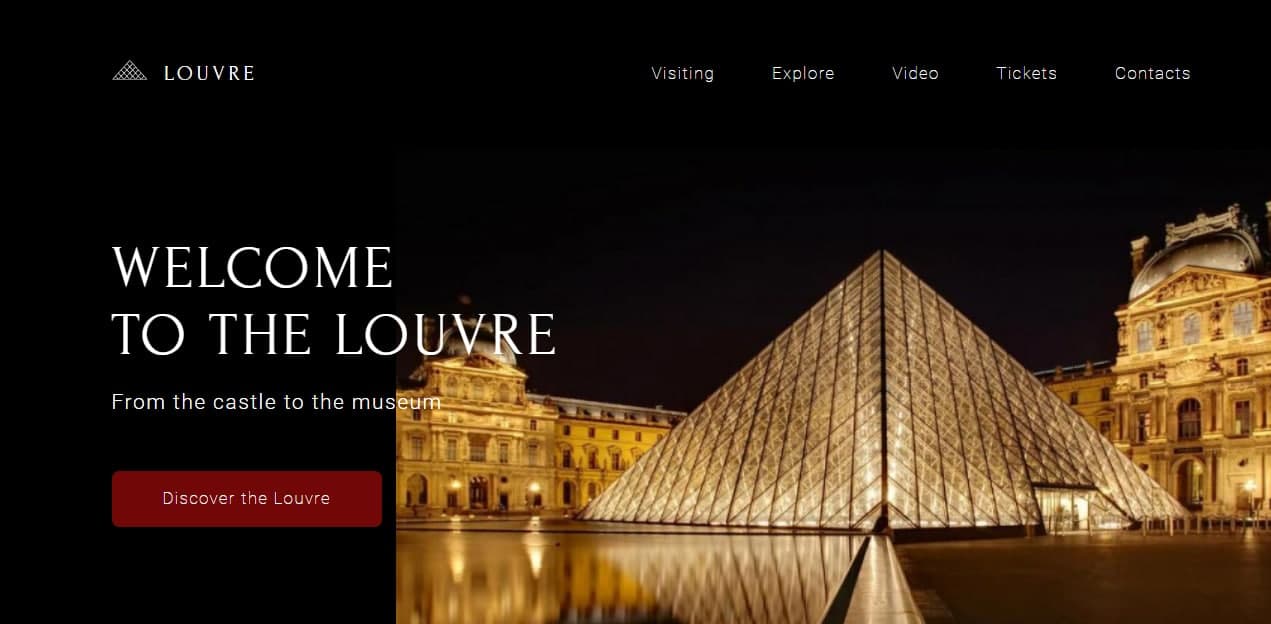 LOUVRE
Visiting
Explore
Video
Tickets
Contacts
WELCOME
TO THE LOUVRE
From the castle to the museum
Discover the Louvre